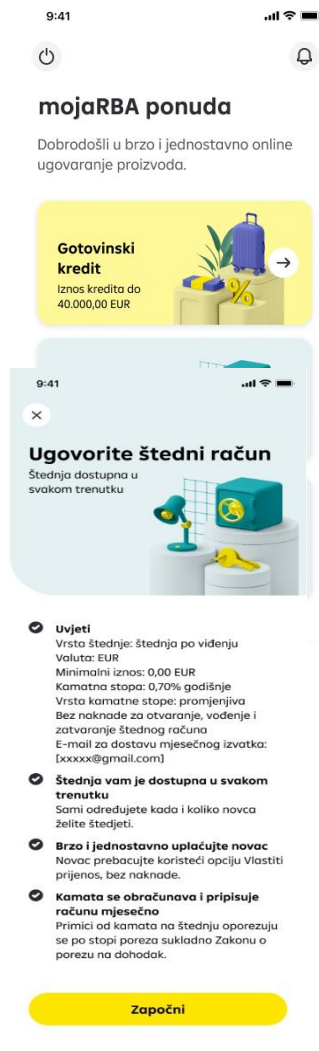 9:41
mojaRBA ponuda
Dobrodošli u brzo i jednostavno online
ugovaranje proizvoda.
Gotovinski
kredit
Iznos kredita do
40.000,00 EUR
%
9:41
Ugovorite štedni račun
Štednja dostupna u
svakom trenutku
Uvjeti
Vrsta štednje: štednja po viđenju
Valuta: EUR
Minimalni iznos: 0,00 EUR
Kamatna stopa: 0,70% godišnje
Vrsta kamatne stope: promjenjiva
Bez naknade za otvaranje, vođenje i
zatvaranje štednog računa
E-mail za dostavu mjesečnog izvatka:
[xxxxx@gmail.com]
Štednja vam je dostupna u svakom
trenutku
Sami određujete kada i koliko novca
želite štedjeti.
Brzo i jednostavno uplaćujte novac
Novac prebacujte koristeći opciju Vlastiti
prijenos, bez naknade.
Kamata se obračunava i pripisuje
računu mjesečno
Primici od kamata na štednju oporezuju
se po stopi poreza sukladno Zakonu o
porezu na dohodak.
Započni